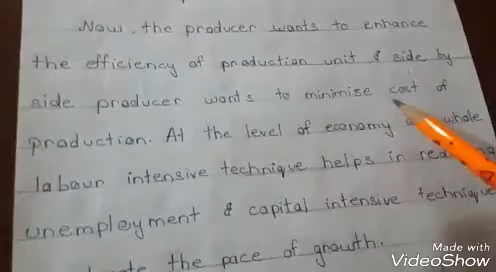 Now, the producer wants to enhance
the efficiency of production unit & side by
side producer wants to minimise cost of
production. At the level of economy whole
labour intensive technique helps in
unemployment & capital intensive technique
the pace of growth.
Made with
VideoShow